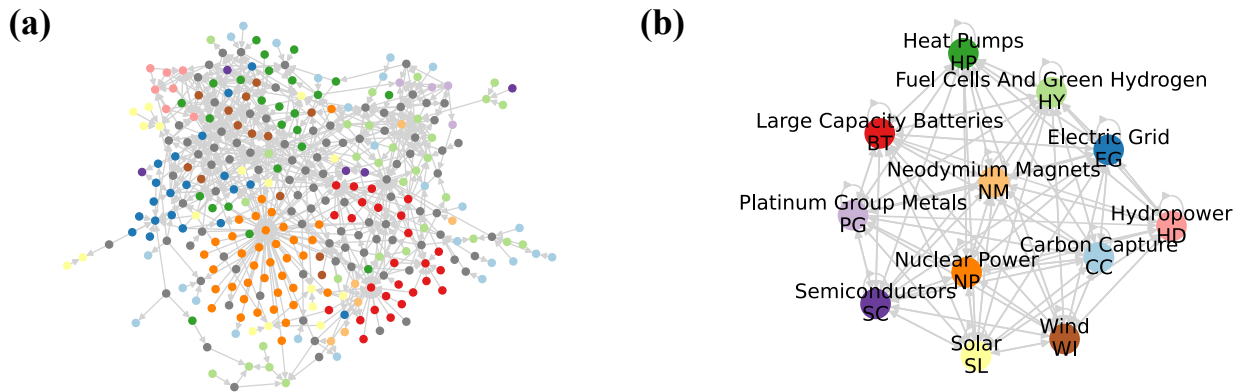 (a)
(b)
Heat Pumps
HP
Fuel Cells And Green Hydrogen
HY
Large Capacity Batteries
BT
Electric Grid
EG
Neodymium Magnets
NM
Platinum Group Metals
PG
Hydropower
HD
Carbon Capture
CC
Nuclear Power
NP
Semiconductors
SC
Wind
WI
Solar
SL